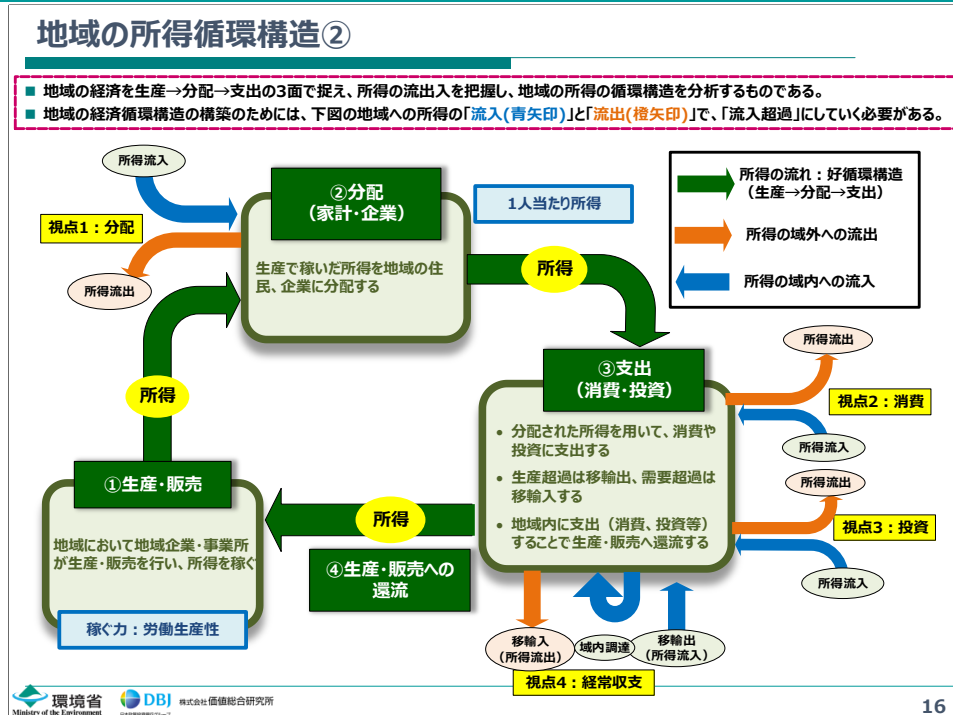 地域の所得循環構造②
■ 地域の経済を生産→分配→支出の3面で捉え、所得の流出入を把握し、地域の所得の循環構造を分析するものである。
■ 地域の経済循環構造の構築のためには、下図の地域への所得の「流入(青矢印)」と「流出(橙矢印)」で、「流入超過」にしていく必要がある。
所得流入
視点1：分配
所得流出
②分配
（家計・企業）
生産で稼いだ所得を地域の住
民、企業に分配する
1人当たり所得
所得の流れ：好循環構造
（生産→分配→支出）
所得の域外への流出
所得の域内への流入
所得
所得
③支出
（消費・投資）
• 分配された所得を用いて、消費や
投資に支出する
• 生産超過は移輸出、需要超過は
移輸入する
• 地域内に支出（消費、投資等）
することで生産・販売へ還流する
所得流出
視点2：消費
所得流入
所得流出
視点3：投資
所得流入
①生産・販売
地域において地域企業・事業所
が生産・販売を行い、所得を稼ぐ
稼ぐ力：労働生産性
所得
④生産・販売への
還流
移輸入
（所得流出）
域内調達
移輸出
（所得流入）
視点4：経常収支
環境省
Ministry of the Environment
DBJ 株式会社価値総合研究所
16